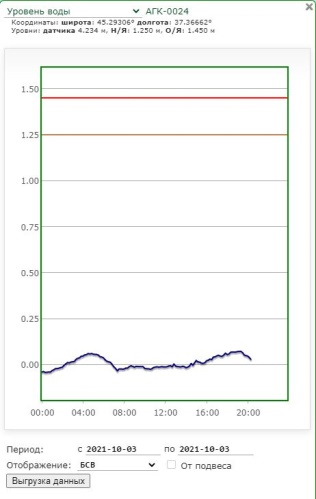 Уровень воды АГК-0024
Координаты: широта: 45.29306° долгота: 37.36662°
Уровни: датчика 4.234 м, Н/Я: 1.250 м, О/Я: 1.450 м
1.50
1.25
1.00
0.75
0.50
0.25
0.00
00:00 04:00 08:00 12:00 16:00 20:00
Период: с 2021-10-03 по 2021-10-03
Отображение: БСВ От подвеса
Выгрузка данных